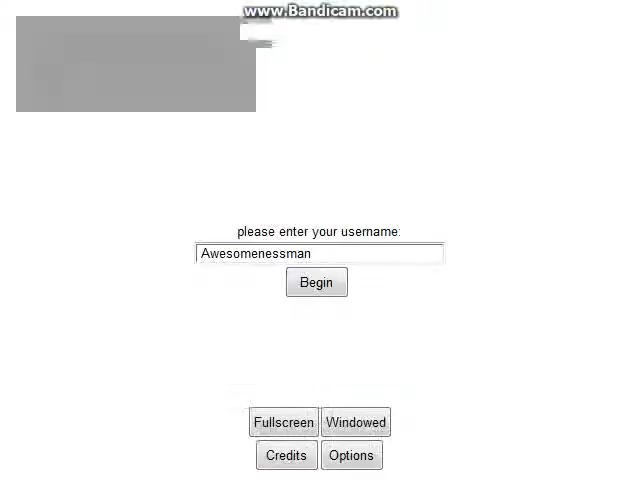 www.Bandicam.com
please enter your username:
Awesomenessman
Begin
Fullscreen Windowed
Credits Options